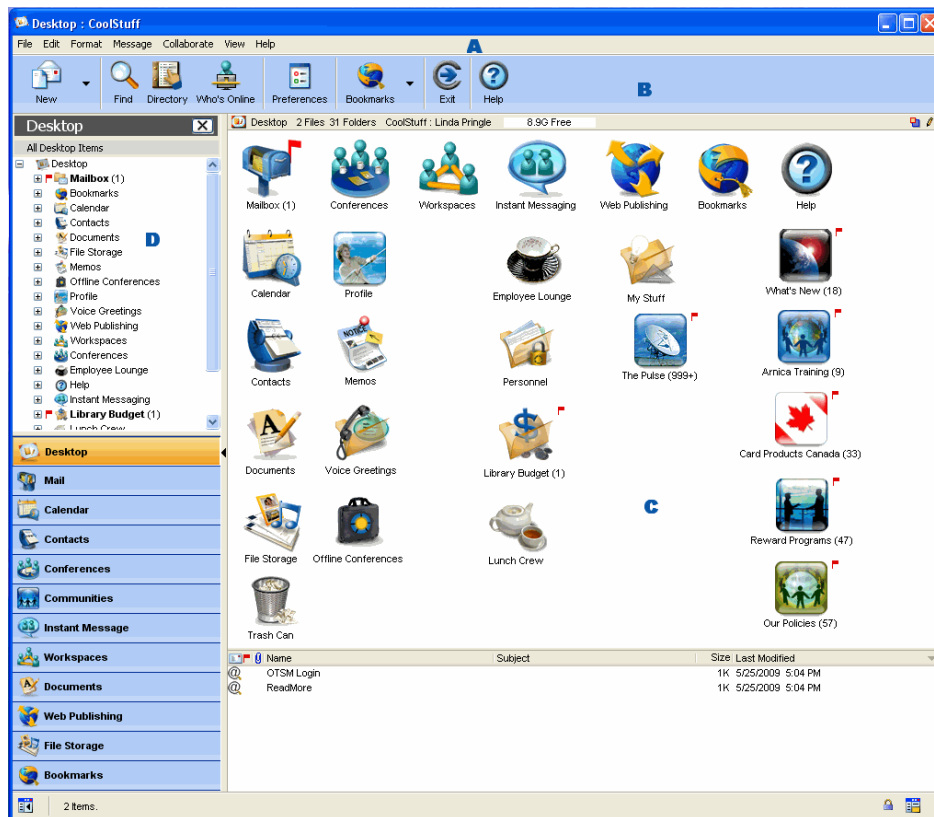 Desktop : CoolStuff
File Edit Format Message Collaborate View Help
A
New Find Directory Who's Online Preferences Bookmarks Exit Help
B
Desktop
Desktop 2 Files 31 Folders CoolStuff : Linda Pringle 8.9G Free
All Desktop Items
Desktop
Mailbox (1)
Bookmarks
Calendar
Contacts
Documents
D
File Storage
Memos
Offline Conferences
Profile
Voice Greetings
Web Publishing
Workspaces
Conferences
Employee Lounge
Help
Instant Messaging
Library Budget (1)
Lunch Crew
Desktop
Mail
Calendar
Contacts
Conferences
Communities
33
Instant Message
Workspaces
Documents
Web Publishing
File Storage
Bookmarks
Mailbox (1) Conferences Workspaces Instant Messaging Web Publishing Bookmarks Help
Calendar Profile Employee Lounge My Stuff What's New (18)
NOTICE
Contacts Memos Personnel The Pulse (999+) Arnica Training (9)
Documents Voice Greetings Library Budget (1) Card Products Canada (33)
C
File Storage Offline Conferences Lunch Crew Reward Programs (47)
Trash Can Our Policies (57)
Name Subject Size Last Modified
OTSM Login 1K 5/25/2009 5:04 PM
ReadMore 1K 5/25/2009 5:04 PM
2 Items.